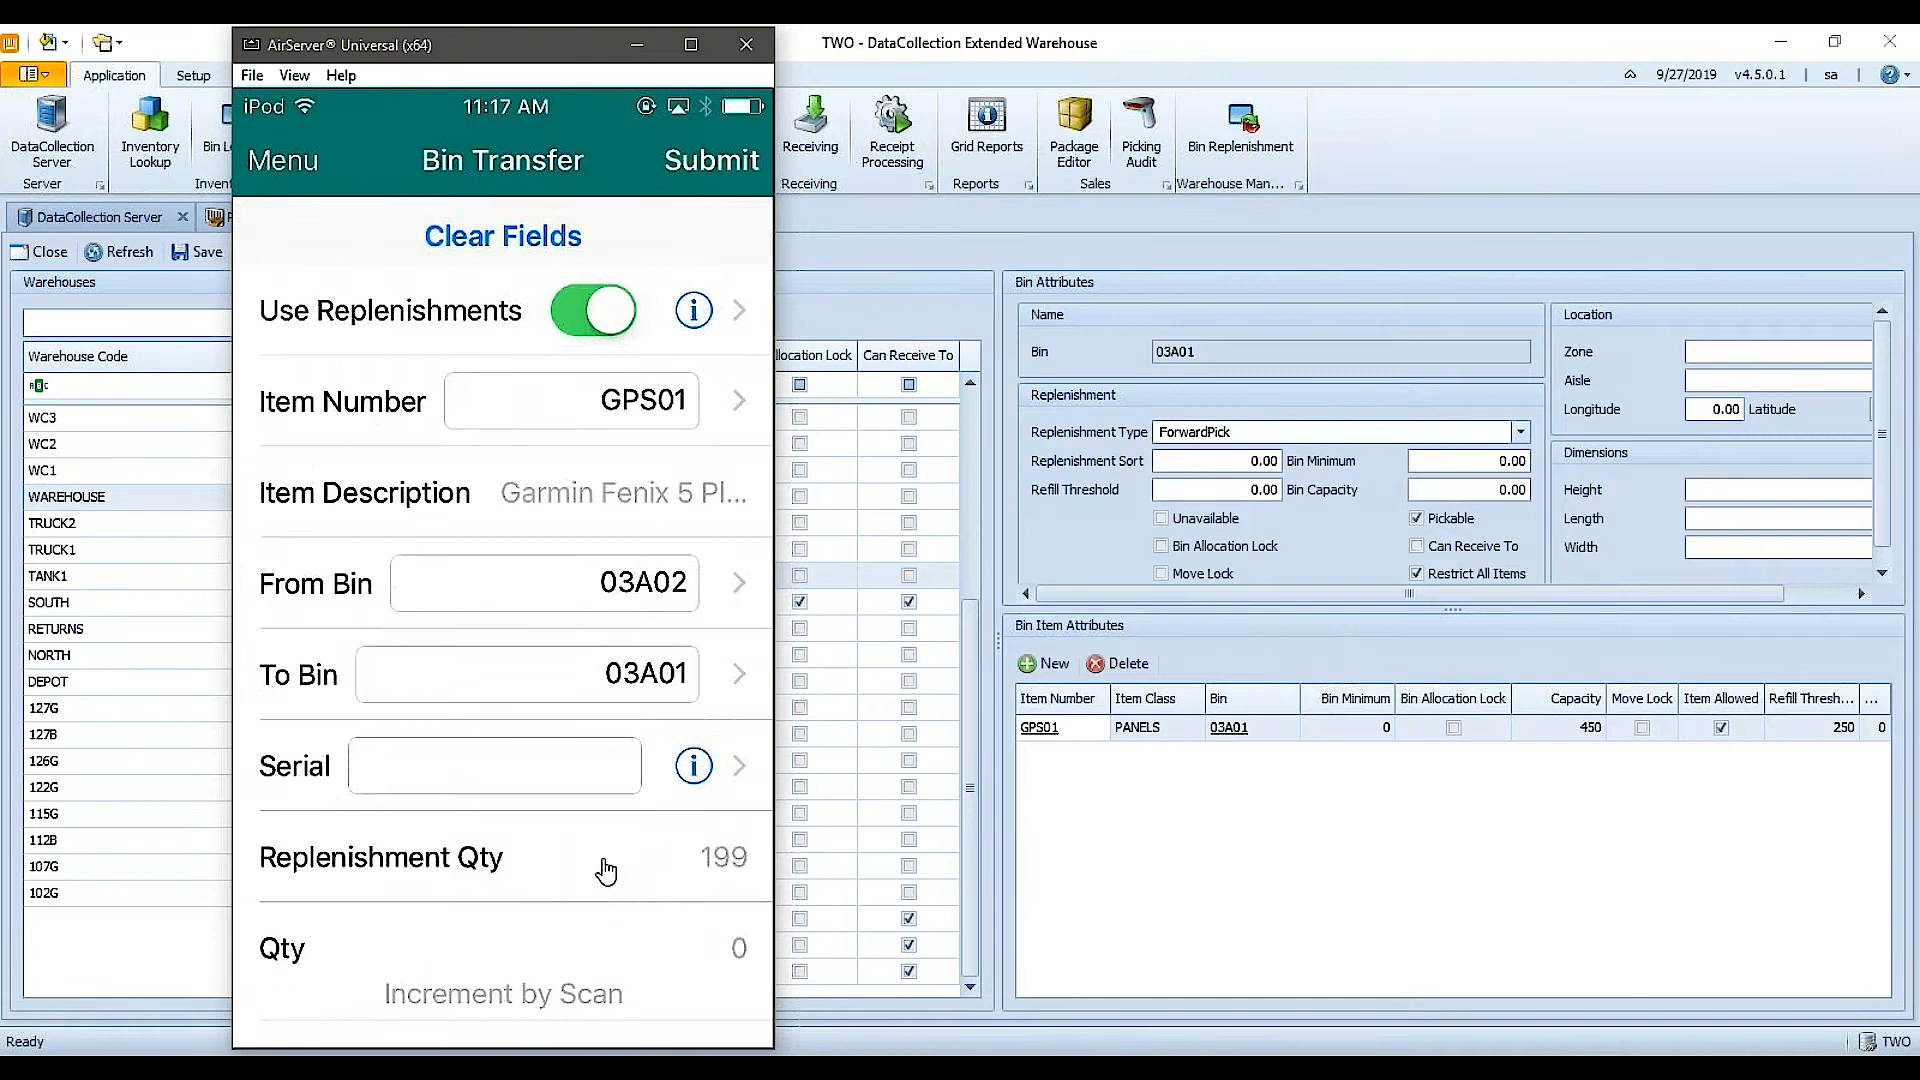 TWO - DataCollection Extended Warehouse
Application
Setup
9/27/2019 v4.5.0.1 | sa |
DataCollection Server
Inventory Lookup
Receiving
Receipt Processing
Grid Reports
Package Editor
Picking Audit
Bin Replenishment
Server
Receiving
Reports
Sales
Warehouse Man...
DataCollection Server
Close
Refresh
Save
Warehouses
Warehouse Code
WC3
WC2
WC1
WAREHOUSE
TRUCK2
TRUCK1
TANK1
SOUTH
RETURNS
NORTH
DEPOT
127G
127B
126G
122G
115G
112B
107G
102G
AirServer® Universal (x64)
File View Help
iPod 11:17 AM
Menu Bin Transfer Submit
Clear Fields
Use Replenishments
Item Number GPS01
Item Description Garmin Fenix 5 Pl...
From Bin 03A02
To Bin 03A01
Serial
Replenishment Qty 199
Qty 0
Increment by Scan
Can Receive To
Bin Attributes
Name
Bin 03A01
Replenishment
Replenishment Type ForwardPick
Replenishment Sort 0.00 Bin Minimum 0.00
Refill Threshold 0.00 Bin Capacity 0.00
Unavailable Pickable
Bin Allocation Lock Can Receive To
Move Lock Restrict All Items
Location
Zone
Aisle
Longitude 0.00 Latitude
Dimensions
Height
Length
Width
Bin Item Attributes
New Delete
Item Number Item Class Bin Bin Minimum Bin Allocation Lock Capacity Move Lock Item Allowed Refill Thresh... ...
GPS01 PANELS 03A01 0 450 250 0
Ready
TWO